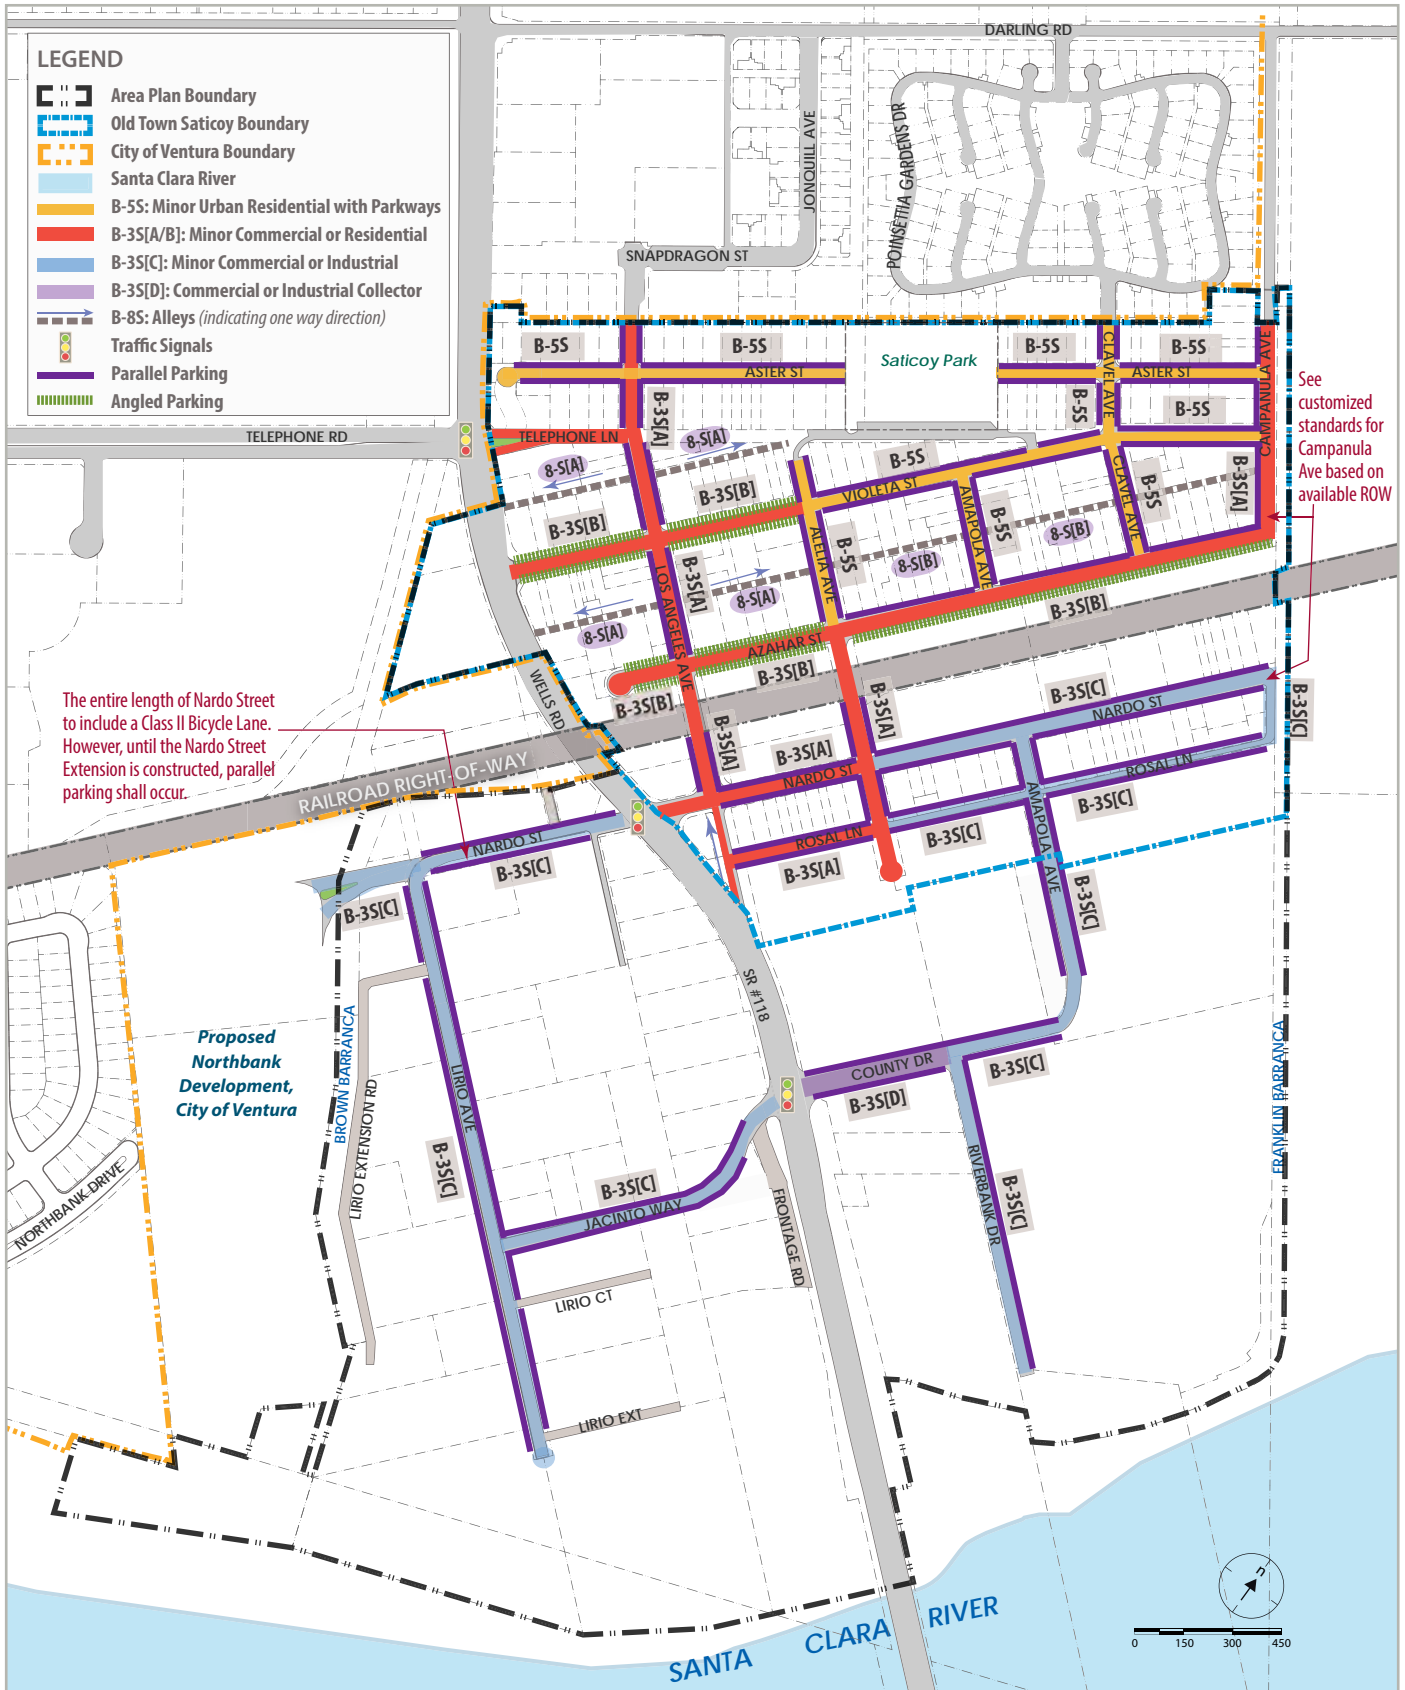 DARLING RD
LEGEND
Area Plan Boundary
Old Town Saticoy Boundary
City of Ventura Boundary
Santa Clara River
B-5S: Minor Urban Residential with Parkways
B-3S[A/B]: Minor Commercial or Residential
B-3S[C]: Minor Commercial or Industrial
B-3S[D]: Commercial or Industrial Collector
B-8S: Alleys (indicating one way direction)
Traffic Signals
Parallel Parking
Angled Parking
JONQUILL AVE
POINSETTIA GARDENS DR
SNAPDRAGON ST
B-5S
B-5S
Saticoy Park
B-5S
CLAVEL AVE
B-5S
CAMPANULA AVE
ASTER ST
ASTER ST
See
customized
standards for
Campanula
Ave based on
available ROW
B-3S[A]
B-5S
B-5S
TELEPHONE RD
TELEPHONE LN
8-S[A]
8-S[A]
B-5S
B-3S[B]
VIOLETA ST
CLAVEL AVE
B-5S
B-3S[A]
B-3S[B]
AMAPOLA AVE
B-5S
8-S[B]
ALELIA AVE
B-5S
8-S[B]
LOS ANGELES AVE
B-3S[A]
8-S[A]
8-S[A]
B-3S[B]
AZAHAR ST
B-3S[B]
B-3S[B]
WELLS RD
The entire length of Nardo Street
to include a Class II Bicycle Lane.
However, until the Nardo Street
Extension is constructed, parallel
parking shall occur.
B-3S[A]
B-3S[A]
B-3S[C]
NARDO ST
B-3S[C]
B-3S[A]
NARDO ST
RAILROAD RIGHT-OF-WAY
ROSAL LN
B-3S[C]
AMAPOLA AVE
ROSAL LN
B-3S[C]
B-3S[A]
NARDO ST
B-3S[C]
B-3S[C]
B-3S[C]
SR #118
Proposed
Northbank
Development,
City of Ventura
BROWN BARRANCA
LIRIO EXTENSION RD
LIRIO AVE
B-3S[C]
COUNTY DR
B-3S[D]
B-3S[C]
FRANKLIN BARRANCA
NORTHBANK DRIVE
B-3S[C]
JACINTO WAY
FRONTAGE RD
RIVERBANK DR
B-3S[C]
LIRIO CT
LIRIO EXT
n
SANTA CLARA RIVER
0 150 300 450